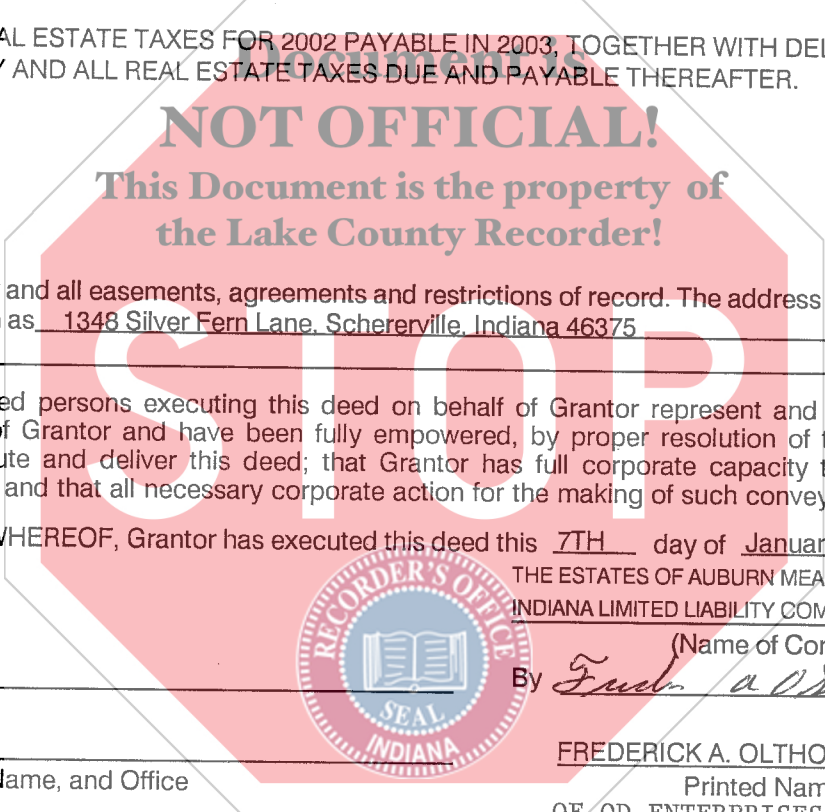 AL ESTATE TAXES FOR 2002 PAYABLE IN 2003, TOGETHER WITH DEL
Document is
Y AND ALL REAL ESTATE TAXES DUE AND PAYABLE THEREAFTER.
NOT OFFICIAL!
This Document is the property of
the Lake County Recorder!
and all easements, agreements and restrictions of record. The address
as 1348 Silver Fern Lane, Schererville, Indiana 46375
STOP
ed persons executing this deed on behalf of Grantor represent and
of Grantor and have been fully empowered, by proper resolution of
ute and deliver this deed; that Grantor has full corporate capacity t
and that all necessary corporate action for the making of such convey
WHEREOF, Grantor has executed this deed this 7TH day of Januar
THE ESTATES OF AUBURN MEA
INDIANA LIMITED LIABILITY COM
(Name of Cor
By
RECORDER'S OFFICE
SEAL
INDIANA
FREDERICK A. OLTHO
Name, and Office
Printed Nam
OF OD ENTERPRISES